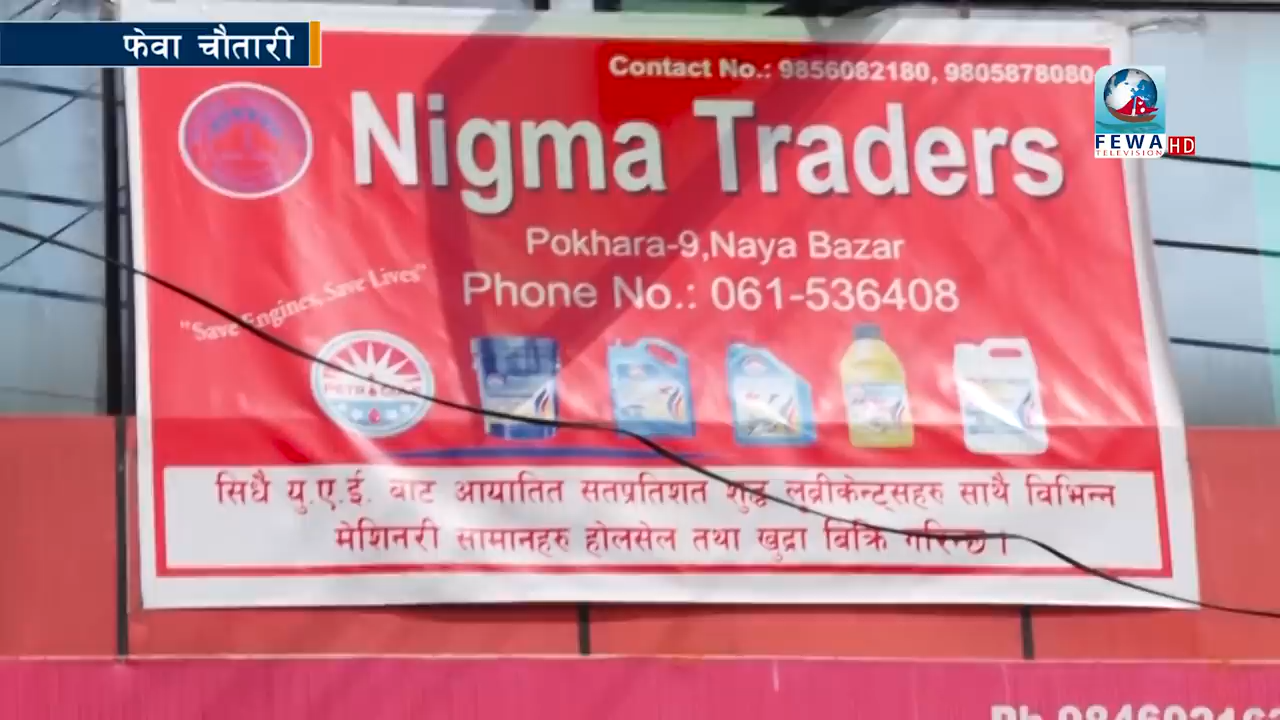 फेवा चौतारी
Contact No.: 9856082180, 9805878080
FEWA HD
TELEVISION
Nigma Traders
Pokhara-9,Naya Bazar
Phone No.: 061-536408
"Save Engines, Save Lives"
सिधै यु.ए.ई. बाट आयातित सतप्रतिशत शुद्ध लुब्रीकेन्ट्सहरु साथै विभिन्न
मेशिनरी सामानहरु होलसेल तथा खुद्रा बिक्रि गरिन्छ ।